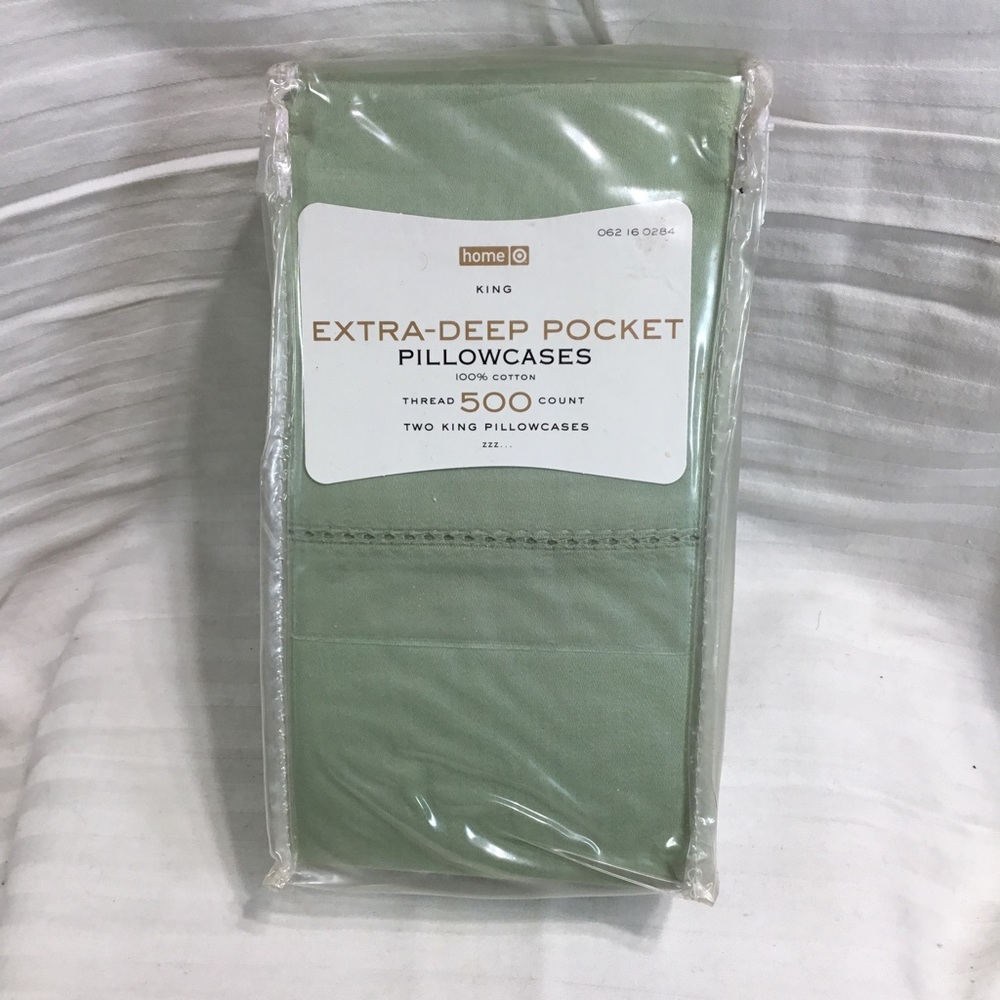 062 16 0284
home
KING
EXTRA-DEEP POCKET
PILLOWCASES
100% COTTON
THREAD 500 COUNT
TWO KING PILLOWCASES
ZZZ...